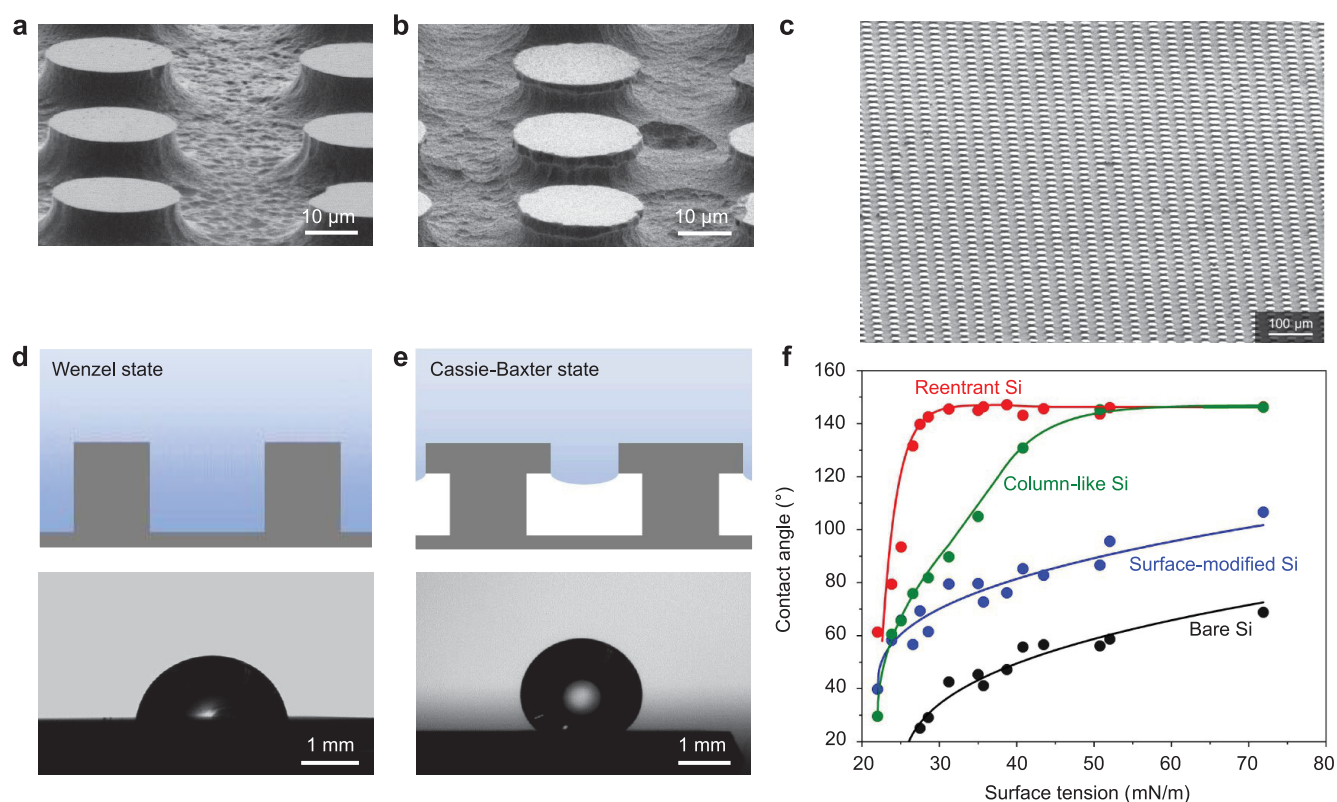 a
b
c
10 μm
10 μm
100 μm
d
Wenzel state
e
Cassie-Baxter state
f
1 mm
1 mm
160
140
120
100
80
60
40
20
Contact angle (°)
Reentrant Si
Column-like Si
Surface-modified Si
Bare Si
20
30
40
50
60
70
80
Surface tension (mN/m)